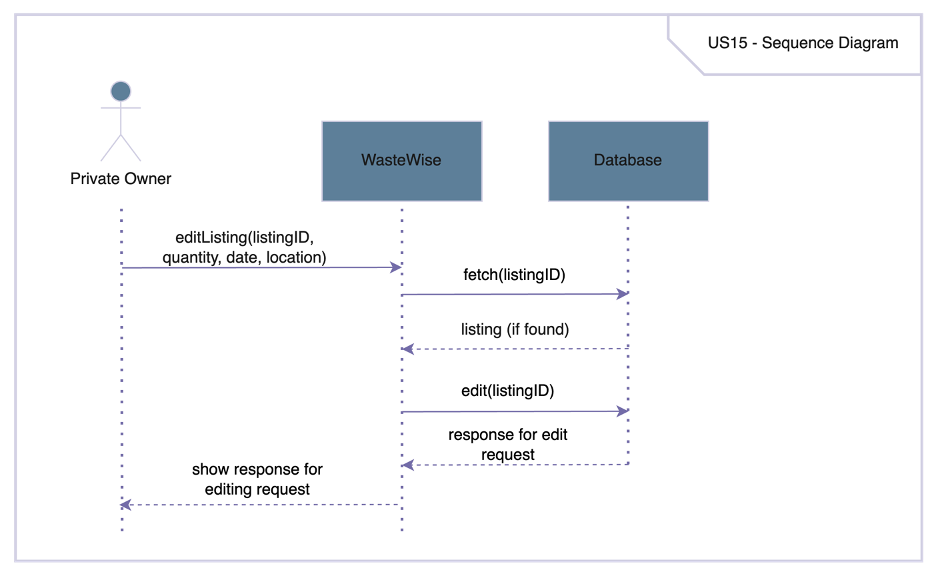 US15 - Sequence Diagram
Private Owner
WasteWise
Database
editListing(listingID,
quantity, date, location)
fetch(listingID)
listing (if found)
edit(listingID)
response for edit
request
show response for
editing request